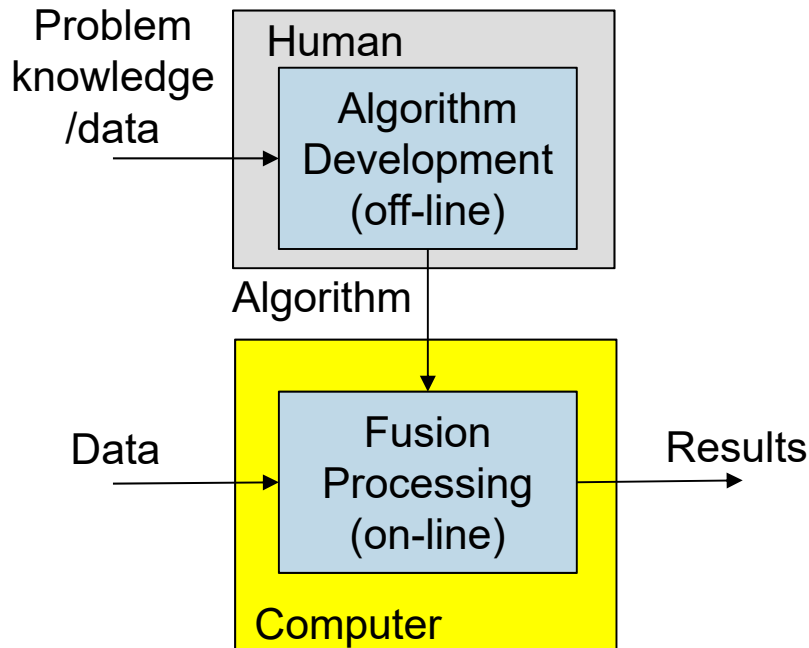 Problem
knowledge
/data
Human
Algorithm
Development
(off-line)
Algorithm
Data
Fusion
Processing
(on-line)
Results
Computer